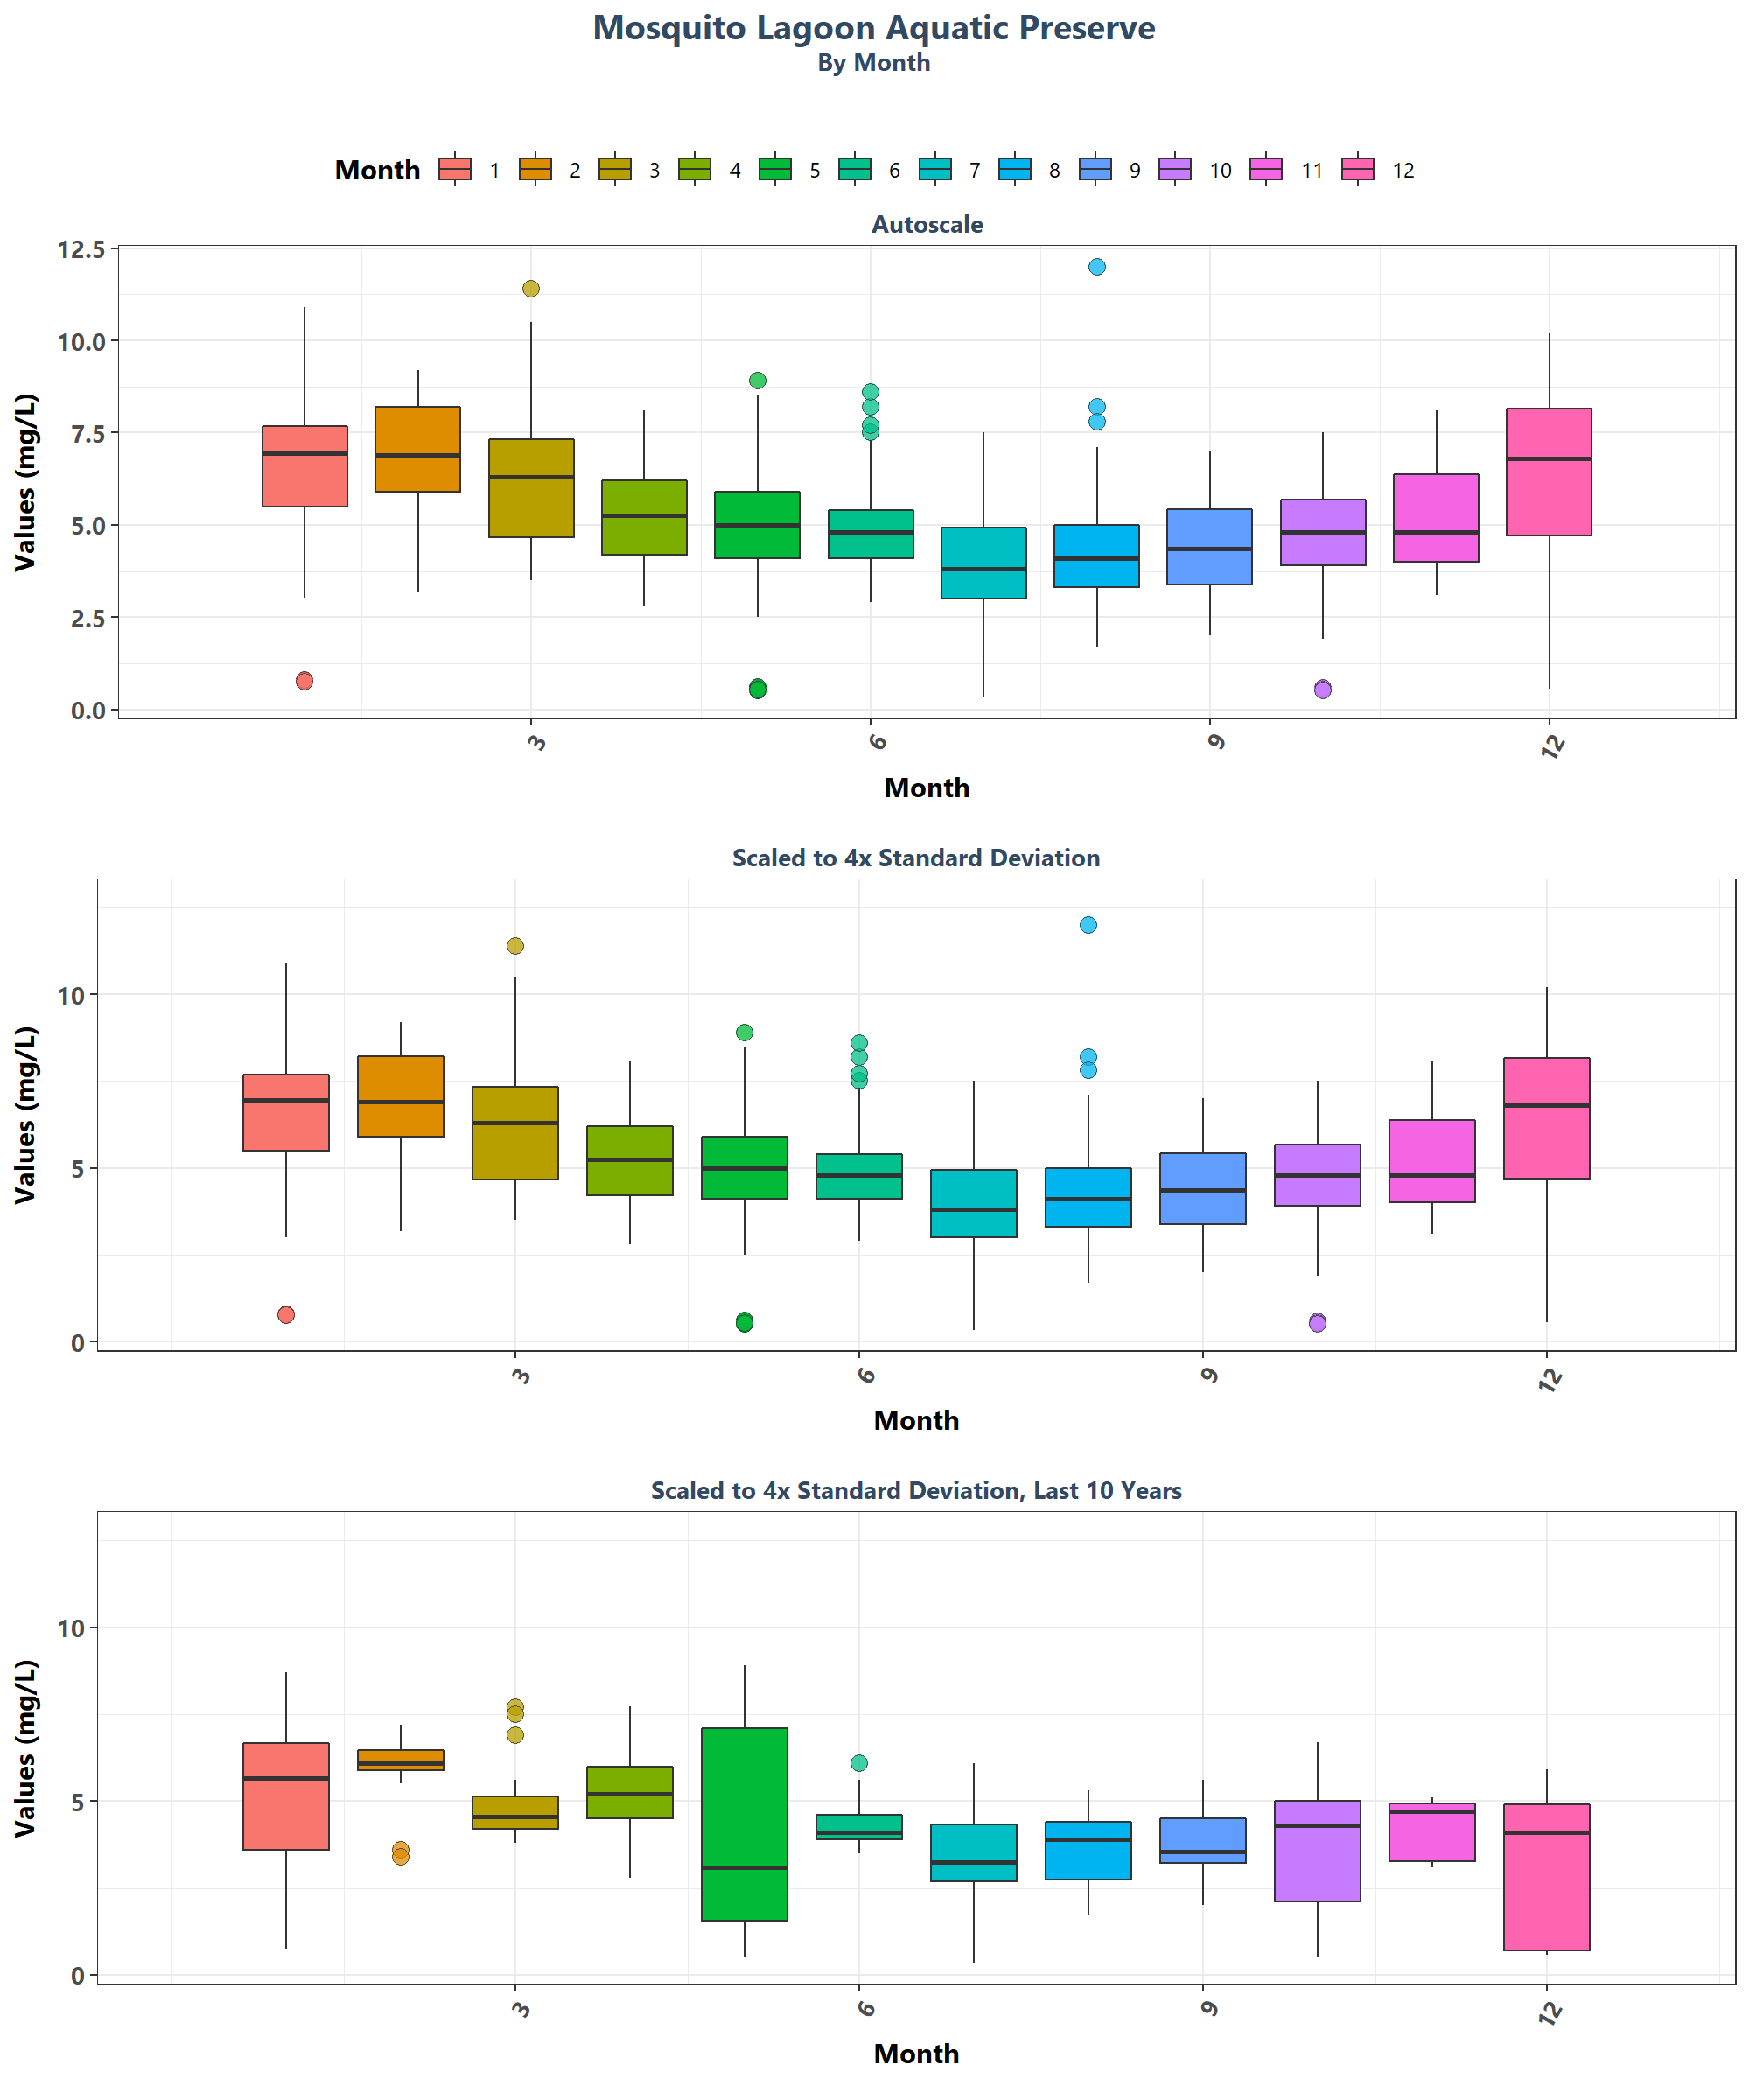 Mosquito Lagoon Aquatic Preserve
By Month
Month 1 2 3 4 5 6 7 8 9 10 11 12
Autoscale
12.5
10.0
7.5
5.0
2.5
0.0
Values (mg/L)
3 6 9 12
Month
Scaled to 4x Standard Deviation
10
5
0
Values (mg/L)
3 6 9 12
Month
Scaled to 4x Standard Deviation, Last 10 Years
10
5
0
Values (mg/L)
3 6 9 12
Month